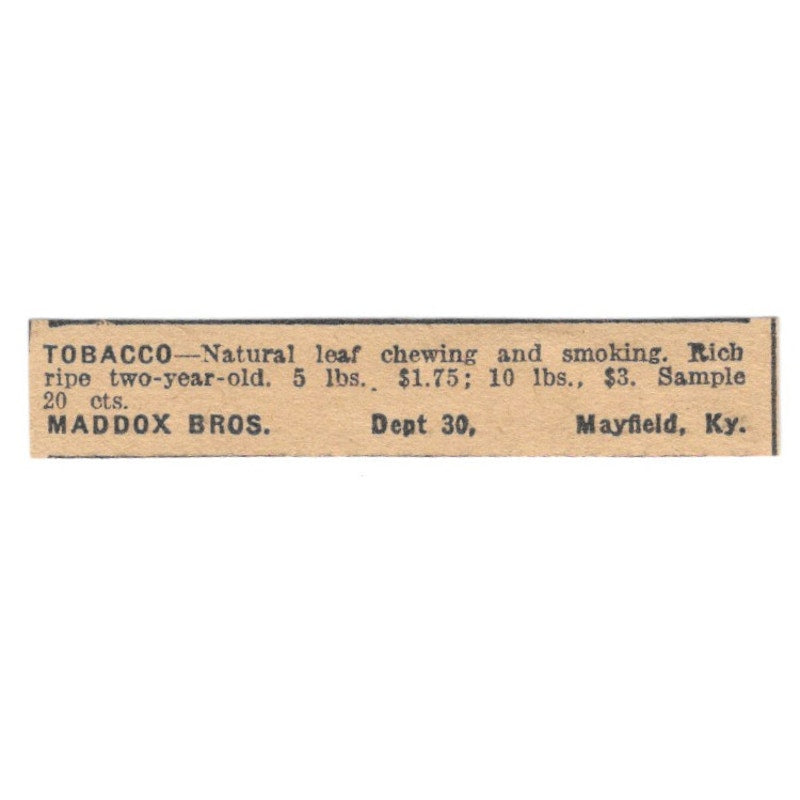 TOBACCO—Natural leaf chewing and smoking. Rich
ripe two-year-old. 5 lbs. $1.75; 10 lbs., $3. Sample
20 cts.
MADDOX BROS. Dept 30, Mayfield, Ky.